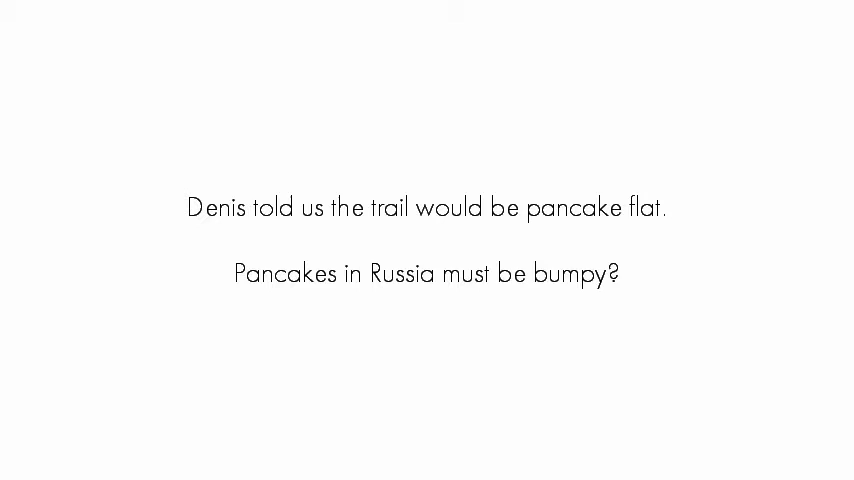 Denis told us the trail would be pancake flat.
Pancakes in Russia must be bumpy?